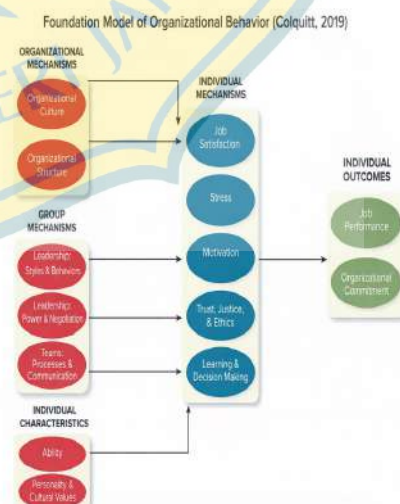 Foundation Model of Organizational Behavior (Colquitt, 2019)
ORGANIZATIONAL
MECHANISMS
Organizational
Culture
Organizational
Structure
GROUP
MECHANISMS
Leadership:
Styles & Behaviors
Leadership:
Power & Negotiation
Teams:
Processes &
Communication
INDIVIDUAL
CHARACTERISTICS
Ability
Personality &
Cultural Values
INDIVIDUAL
MECHANISMS
Job
Satisfaction
Stress
Motivation
Trust, Justice,
& Ethics
Learning &
Decision Making
INDIVIDUAL
OUTCOMES
Job
Performance
Organizational
Commitment